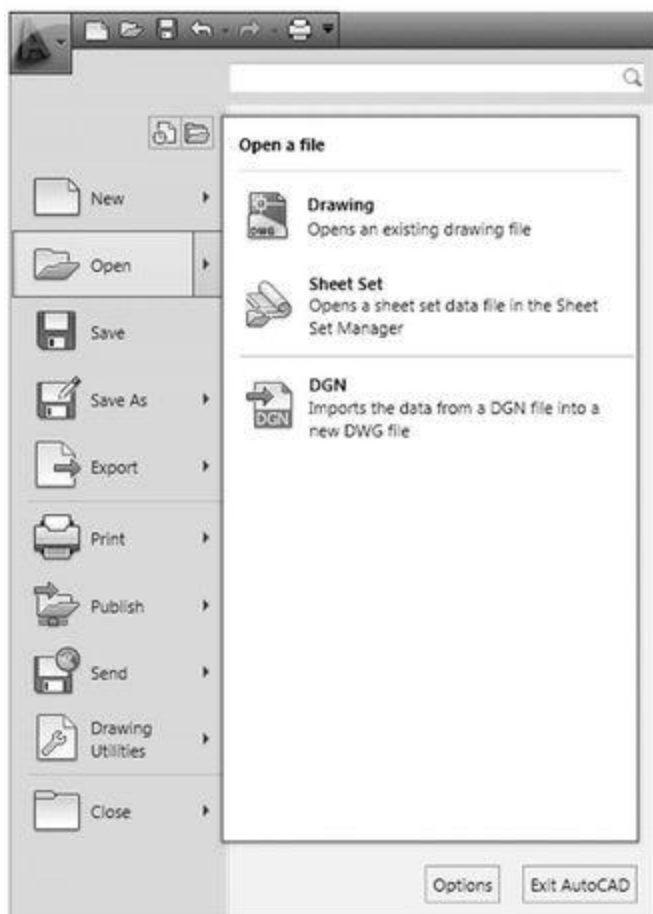 Open a file
New
Open
Save
Save As
Export
Print
Publish
Send
Drawing
Utilities
Close
DWG
Drawing
Opens an existing drawing file
Sheet Set
Opens a sheet set data file in the Sheet
Set Manager
DGN
DGN
Imports the data from a DGN file into a
new DWG file
Options
Exit AutoCAD